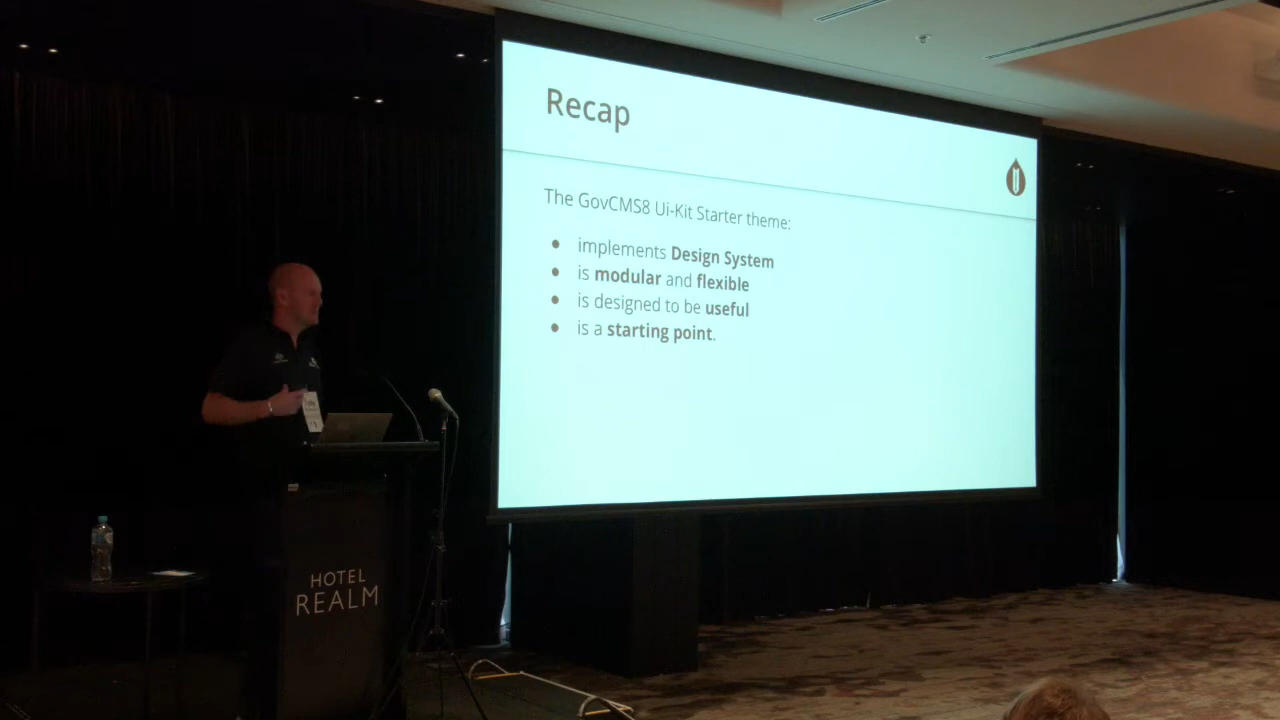 Recap
The GovCMS8 Ui-Kit Starter theme:
● implements Design System
● is modular and flexible
● is designed to be useful
● is a starting point.
HOTEL
REALM